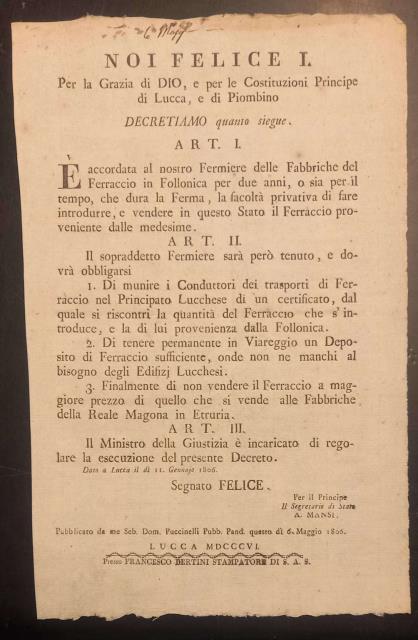 6 Magg
NOI FELICE I.
Per la Grazia di DIO, e per le Costituzioni Principe
di Lucca, e di Piombino
DECRETIAMO quanto siegue.
ART. I.
È accordata al nostro Fermiere delle Fabbriche del
Ferraccio in Follonica per due anni, o sia per il
tempo, che dura la Ferma, la facoltà privativa di fare
introdurre, e vendere in questo Stato il Ferraccio pro-
veniente dalle medesime.
ART. II.
Il sopraddetto Fermiere sarà però tenuto, e do-
vrà obbligarsi
1. Di munire i Conduttori dei trasporti di Fer-
raccio nel Principato Lucchese di un certificato, dal
quale si riscontri la quantità del Ferraccio che s' in-
troduce, e la di lui provenienza dalla Follonica.
2. Di tenere permanente in Viareggio un Depo-
sito di Ferraccio sufficiente, onde non ne manchi al
bisogno degli Edifizj Lucchesi.
3. Finalmente di non vendere il Ferraccio a mag-
giore prezzo di quello che si vende alle Fabbriche
della Reale Magona in Etruria.
ART. III.
Il Ministro della Giustizia è incaricato di rego-
lare la esecuzione del presente Decreto.
Dato a Lucca il dì 11. Gennajo 1806.
Segnato FELICE.
Per il Principe
Il Segretario di Stato
A. MANSI.
Pubblicato da me Seb. Dom. Puccinelli Pubb. Pand. questo dì 6. Maggio 1806.
LUCCA MDCCCVI.
Presso FRANCESCO BERTINI STAMPATORE DI S. A. S.